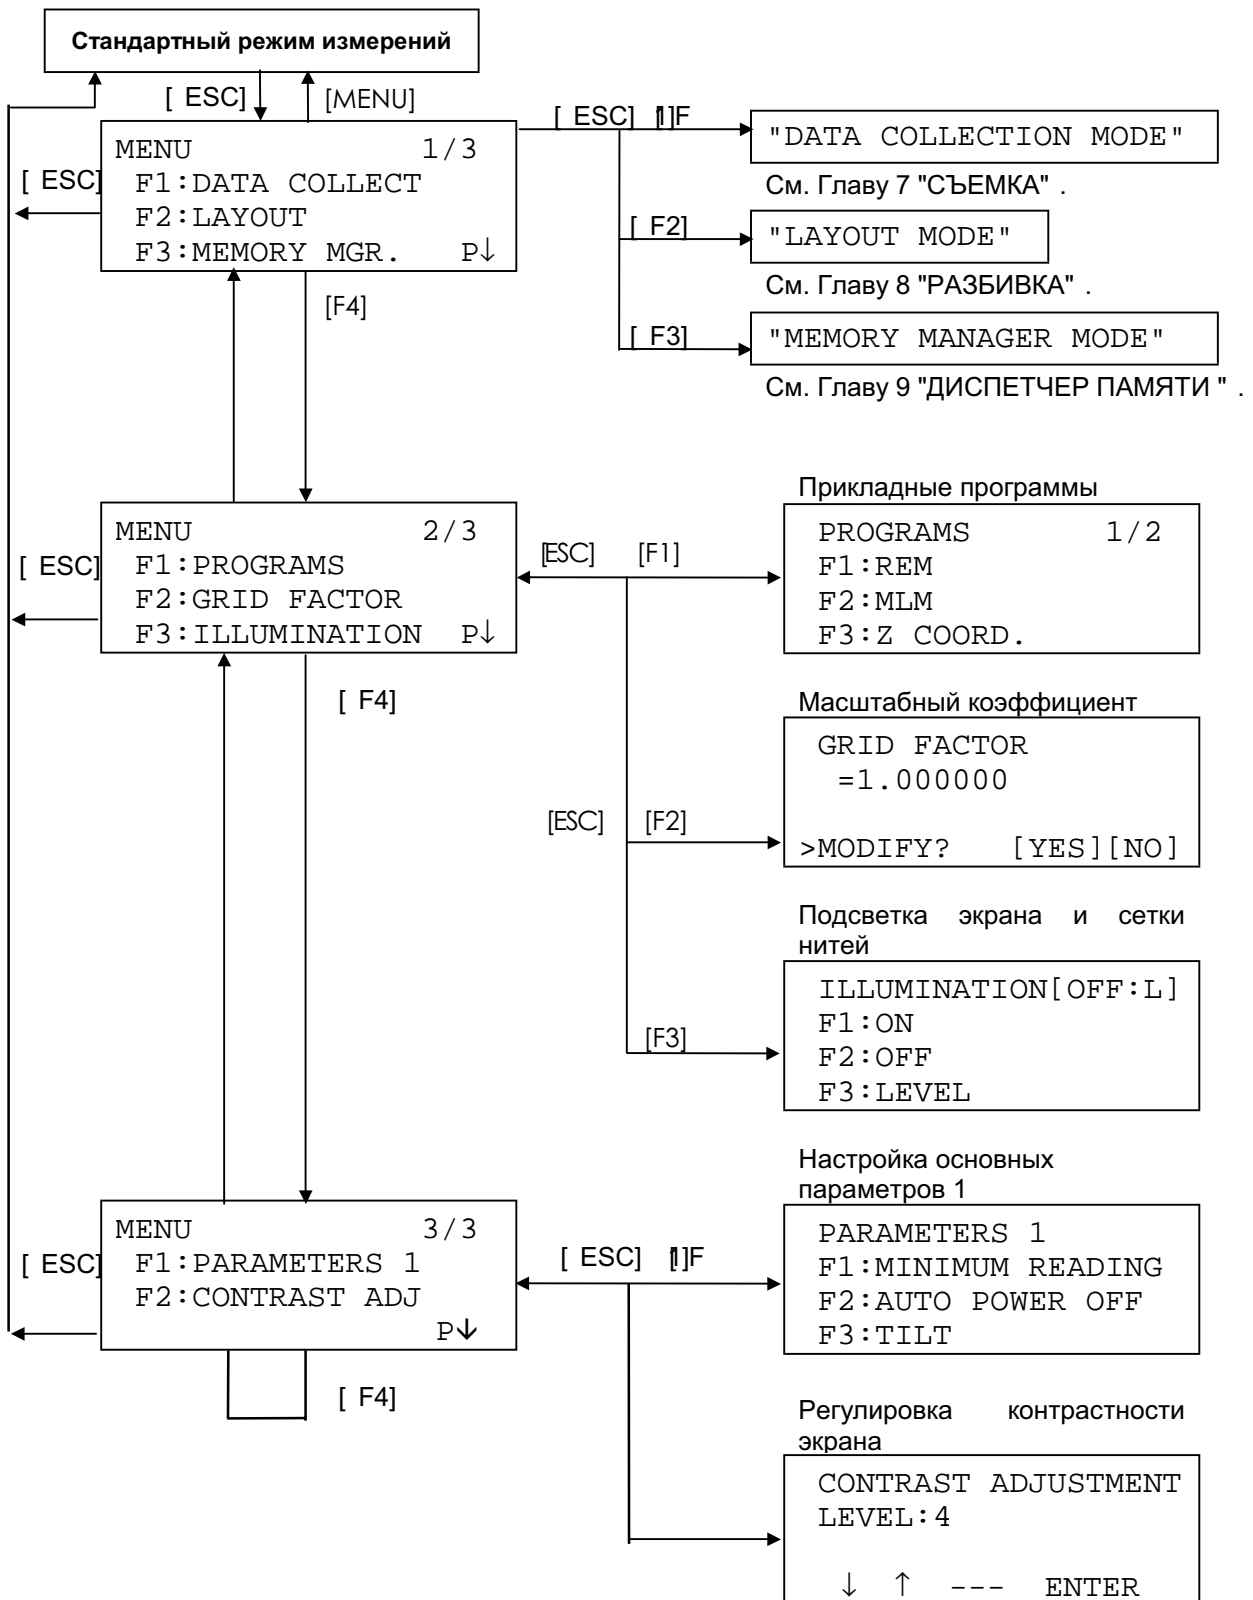 Стандартный режим измерений
[ ESC] [MENU]
MENU 1/3
F1:DATA COLLECT
F2:LAYOUT
F3:MEMORY MGR. P↓
[ ESC]
[ ESC] [1]F
"DATA COLLECTION MODE"
См. Главу 7 "СЪЕМКА" .
[ F2]
"LAYOUT MODE"
См. Главу 8 "РАЗБИВКА" .
[ F3]
"MEMORY MANAGER MODE"
См. Главу 9 "ДИСПЕТЧЕР ПАМЯТИ " .
[F4]
MENU 2/3
F1:PROGRAMS
F2:GRID FACTOR
F3:ILLUMINATION P↓
[ ESC]
[ESC] [F1]
Прикладные программы
PROGRAMS 1/2
F1:REM
F2:MLM
F3:Z COORD.
[ F4]
Масштабный коэффициент
GRID FACTOR
=1.000000
>MODIFY? [YES][NO]
[ESC] [F2]
Подсветка экрана и сетки
нитей
ILLUMINATION[OFF:L]
F1:ON
F2:OFF
F3:LEVEL
[F3]
MENU 3/3
F1:PARAMETERS 1
F2:CONTRAST ADJ
P↓
[ ESC]
[ ESC] [1]F
Настройка основных
параметров 1
PARAMETERS 1
F1:MINIMUM READING
F2:AUTO POWER OFF
F3:TILT
[ F4]
Регулировка контрастности
экрана
CONTRAST ADJUSTMENT
LEVEL:4
↓ ↑ --- ENTER